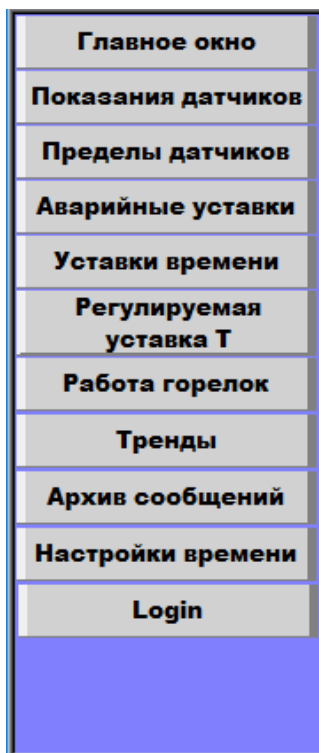 Главное окно
Показания датчиков
Пределы датчиков
Аварийные уставки
Уставки времени
Регулируемая
уставка Т
Работа горелок
Тренды
Архив сообщений
Настройки времени
Login